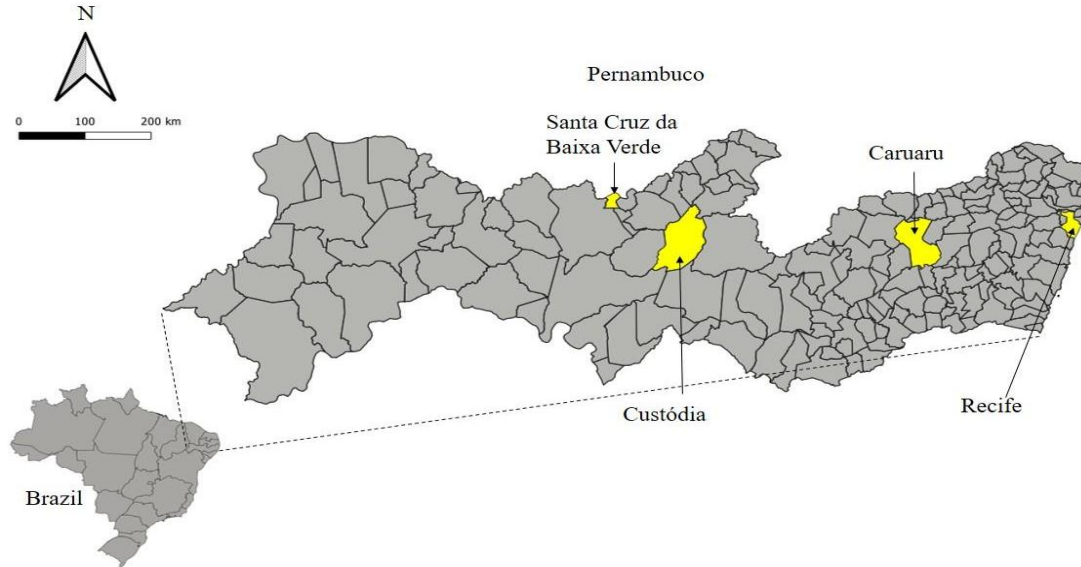 N
0 100 200 km
Pernambuco
Santa Cruz da
Baixa Verde
Caruaru
Custódia
Recife
Brazil